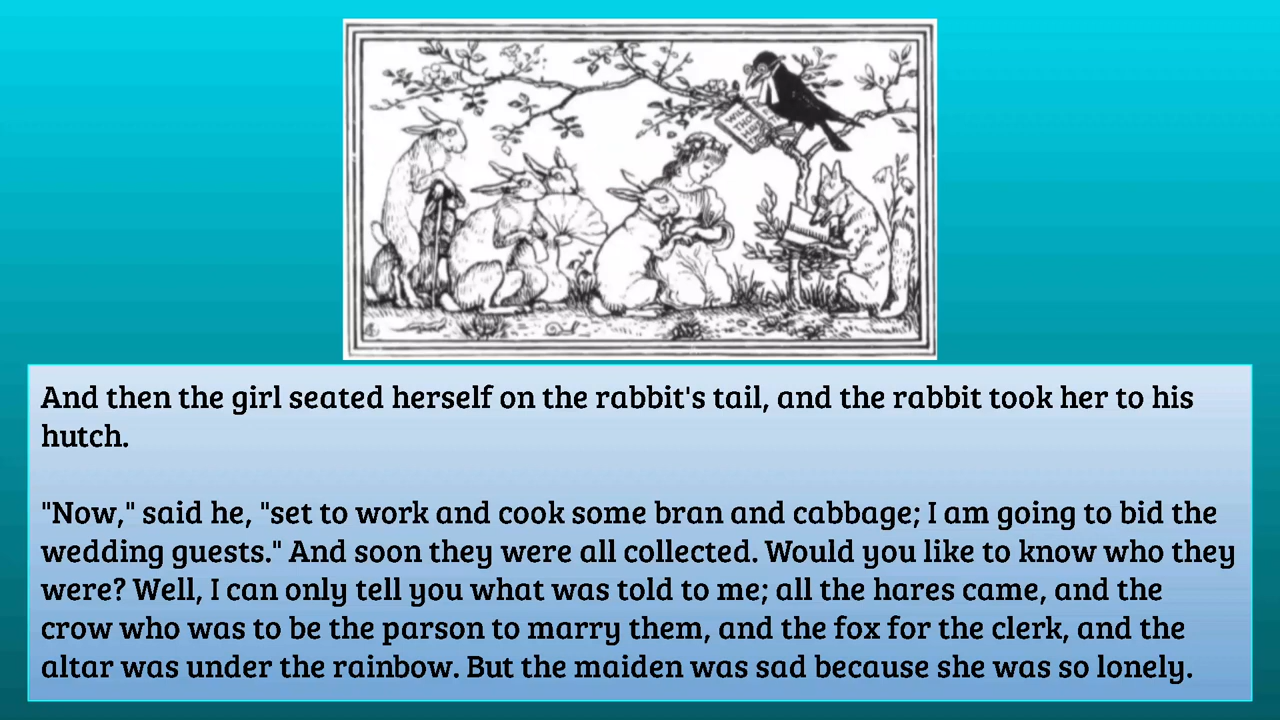 WILT
THOU
HAVE
And then the girl seated herself on the rabbit's tail, and the rabbit took her to his
hutch.
"Now," said he, "set to work and cook some bran and cabbage; I am going to bid the
wedding guests." And soon they were all collected. Would you like to know who they
were? Well, I can only tell you what was told to me; all the hares came, and the
crow who was to be the parson to marry them, and the fox for the clerk, and the
altar was under the rainbow. But the maiden was sad because she was so lonely.